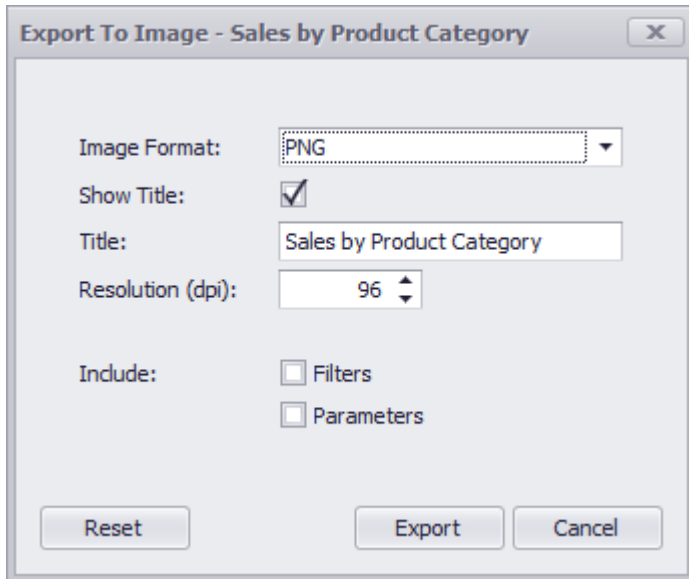 Export To Image - Sales by Product Category
Image Format: PNG
Show Title:
Title: Sales by Product Category
Resolution (dpi): 96
Include: Filters
Parameters
Reset Export Cancel